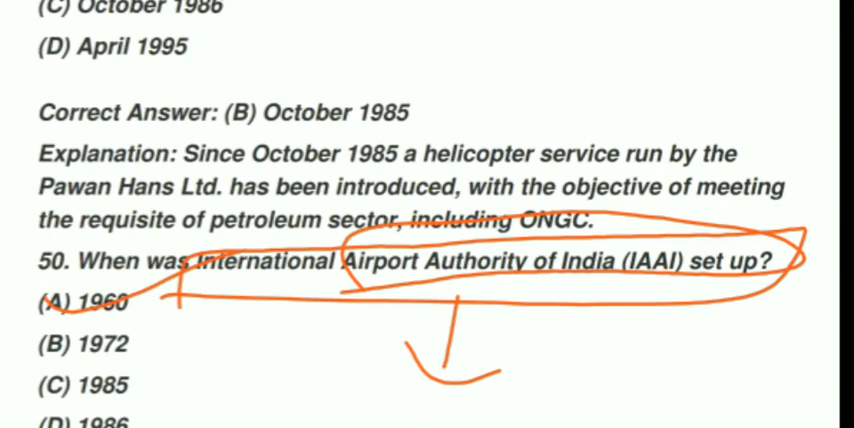 (C) October 1986
(D) April 1995
Correct Answer: (B) October 1985
Explanation: Since October 1985 a helicopter service run by the
Pawan Hans Ltd. has been introduced, with the objective of meeting
the requisite of petroleum sector, including ONGC.
50. When was International Airport Authority of India (IAAI) set up?
(A) 1960
(B) 1972
(C) 1985
(D) 1986